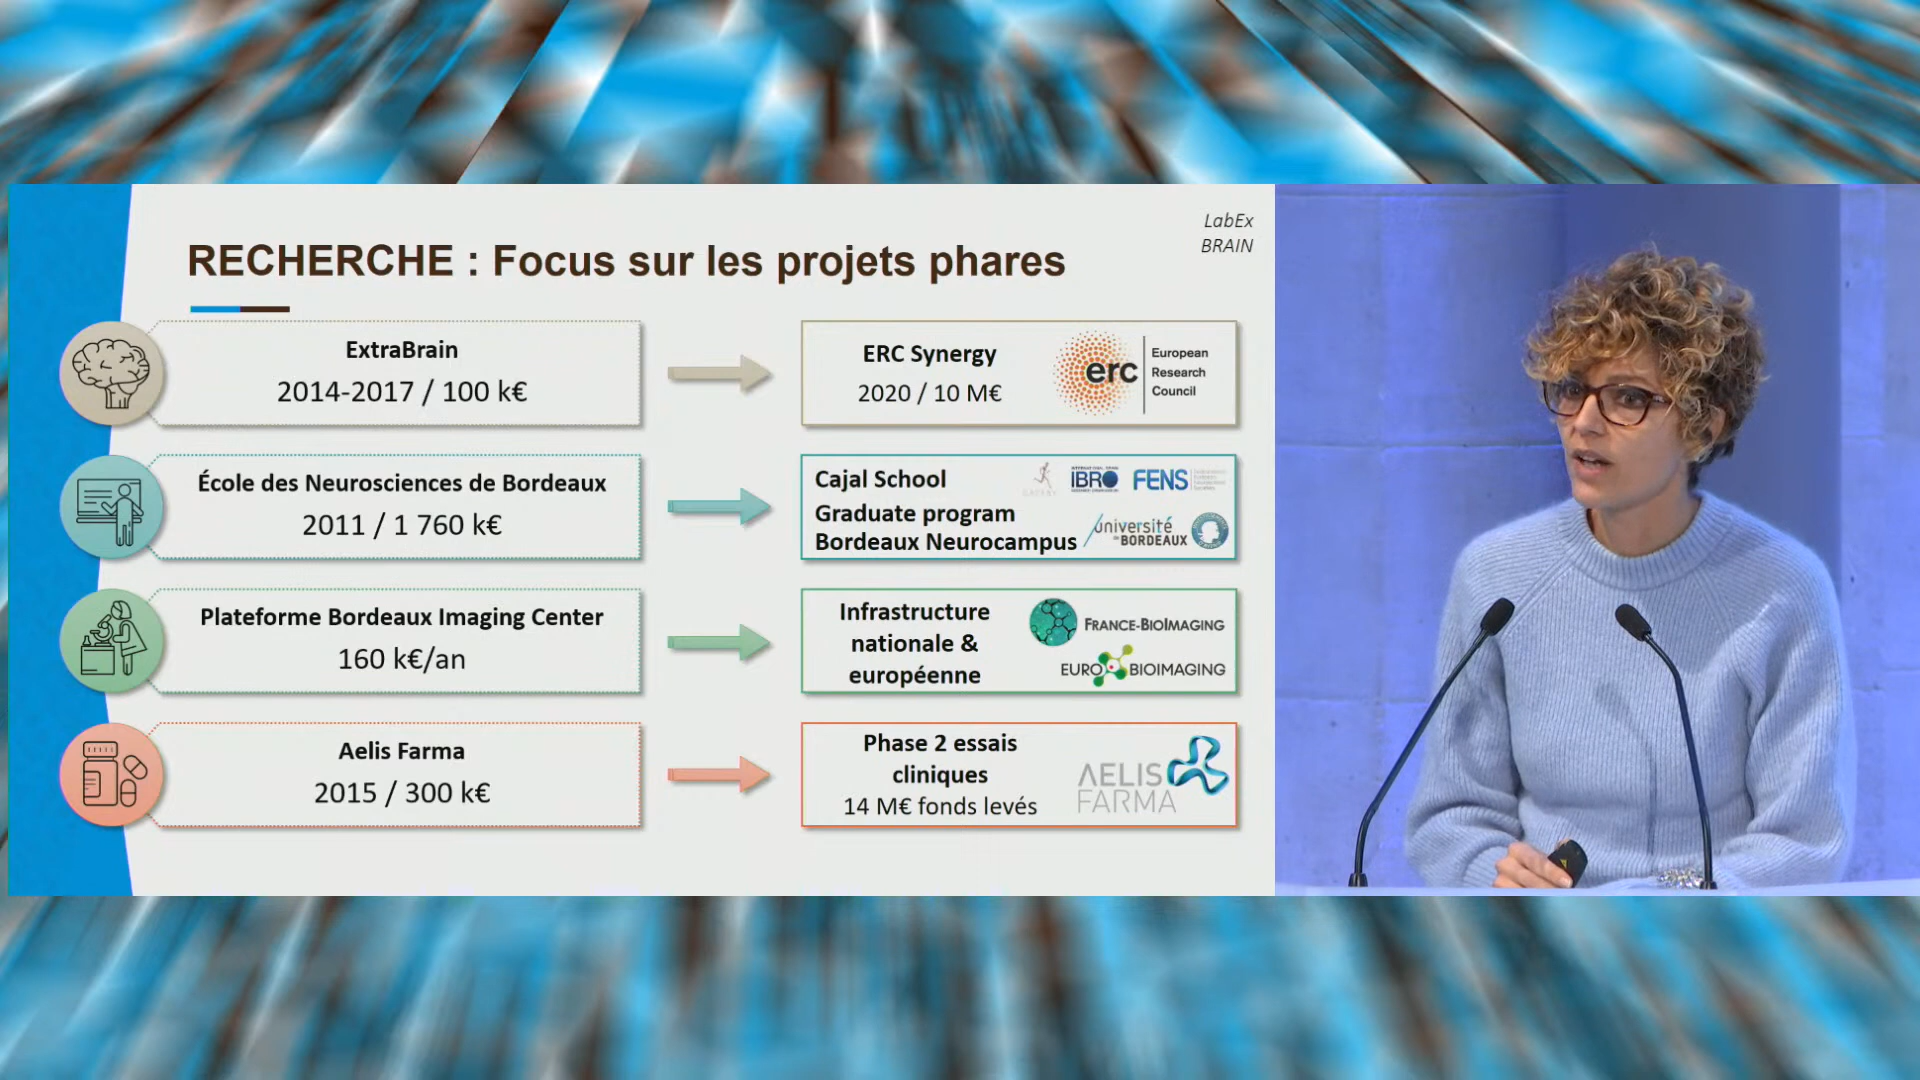 LabEx
BRAIN
RECHERCHE : Focus sur les projets phares
ExtraBrain
2014-2017 / 100 k€
ERC Synergy
2020 / 10 M€
erc
European
Research
Council
École des Neurosciences de Bordeaux
2011 / 1 760 k€
Cajal School
IBRO
FENS
Graduate program
Bordeaux Neurocampus
université
de BORDEAUX
Plateforme Bordeaux Imaging Center
160 k€/an
Infrastructure
nationale &
européenne
FRANCE-BIOIMAGING
EURO BIOIMAGING
Aelis Farma
2015 / 300 k€
Phase 2 essais
cliniques
14 M€ fonds levés
AELIS
FARMA